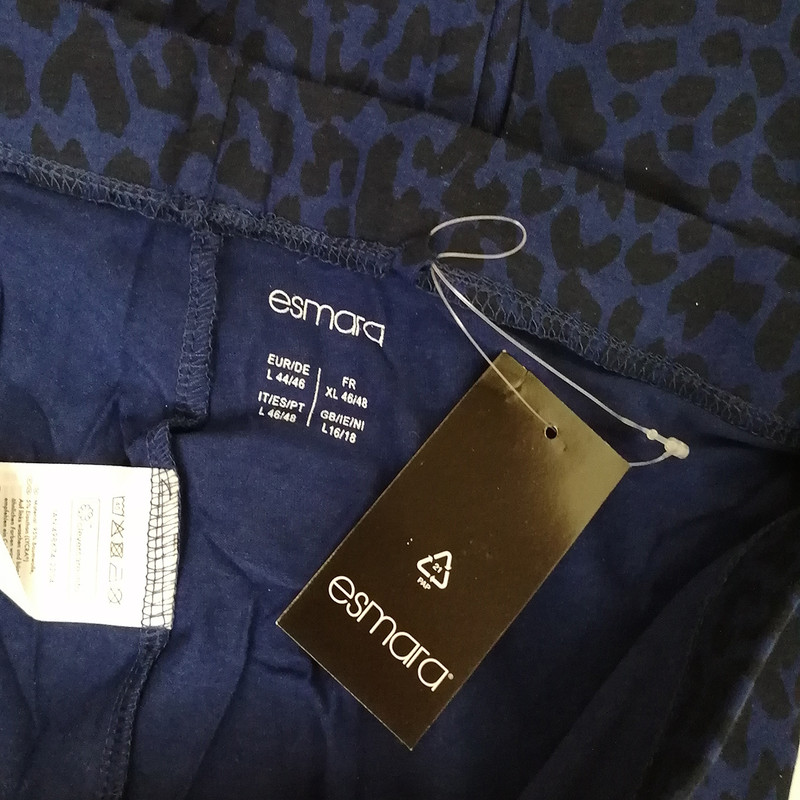 esmara
EUR/DE
L 44/46
FR
XL 46/48
IT/ES/PT
L 46/48
GB/IE/NI
L16/18
21
PAP
esmara®